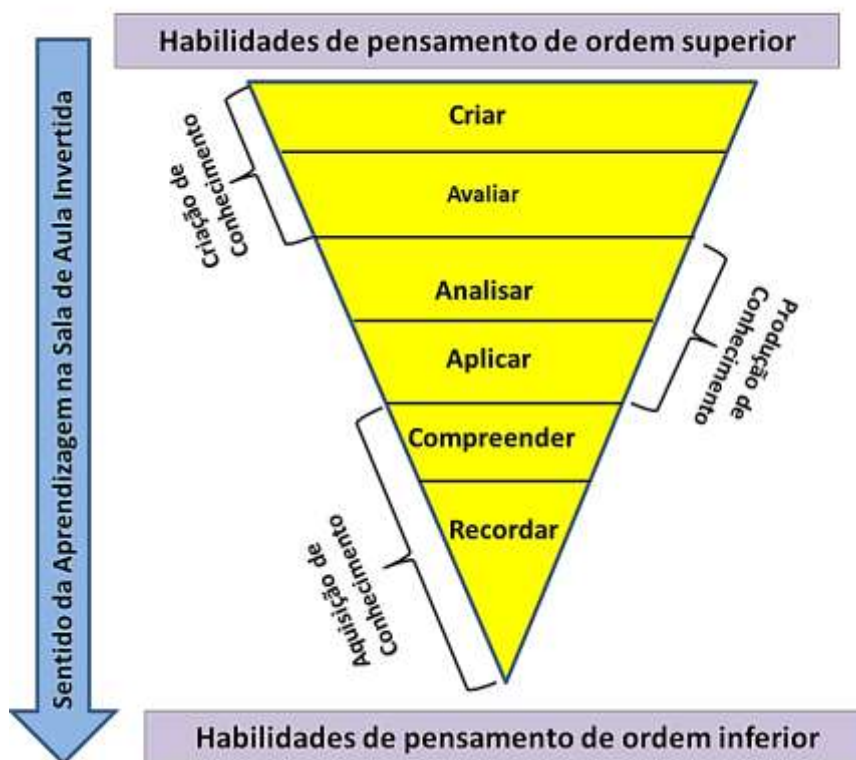 Habilidades de pensamento de ordem superior
Sentido da Aprendizagem na Sala de Aula Invertida
Criar
Avaliar
Criação de
Conhecimento
Analisar
Aplicar
Produção de
Conhecimento
Compreender
Recordar
Aquisição de
Conhecimento
Habilidades de pensamento de ordem inferior